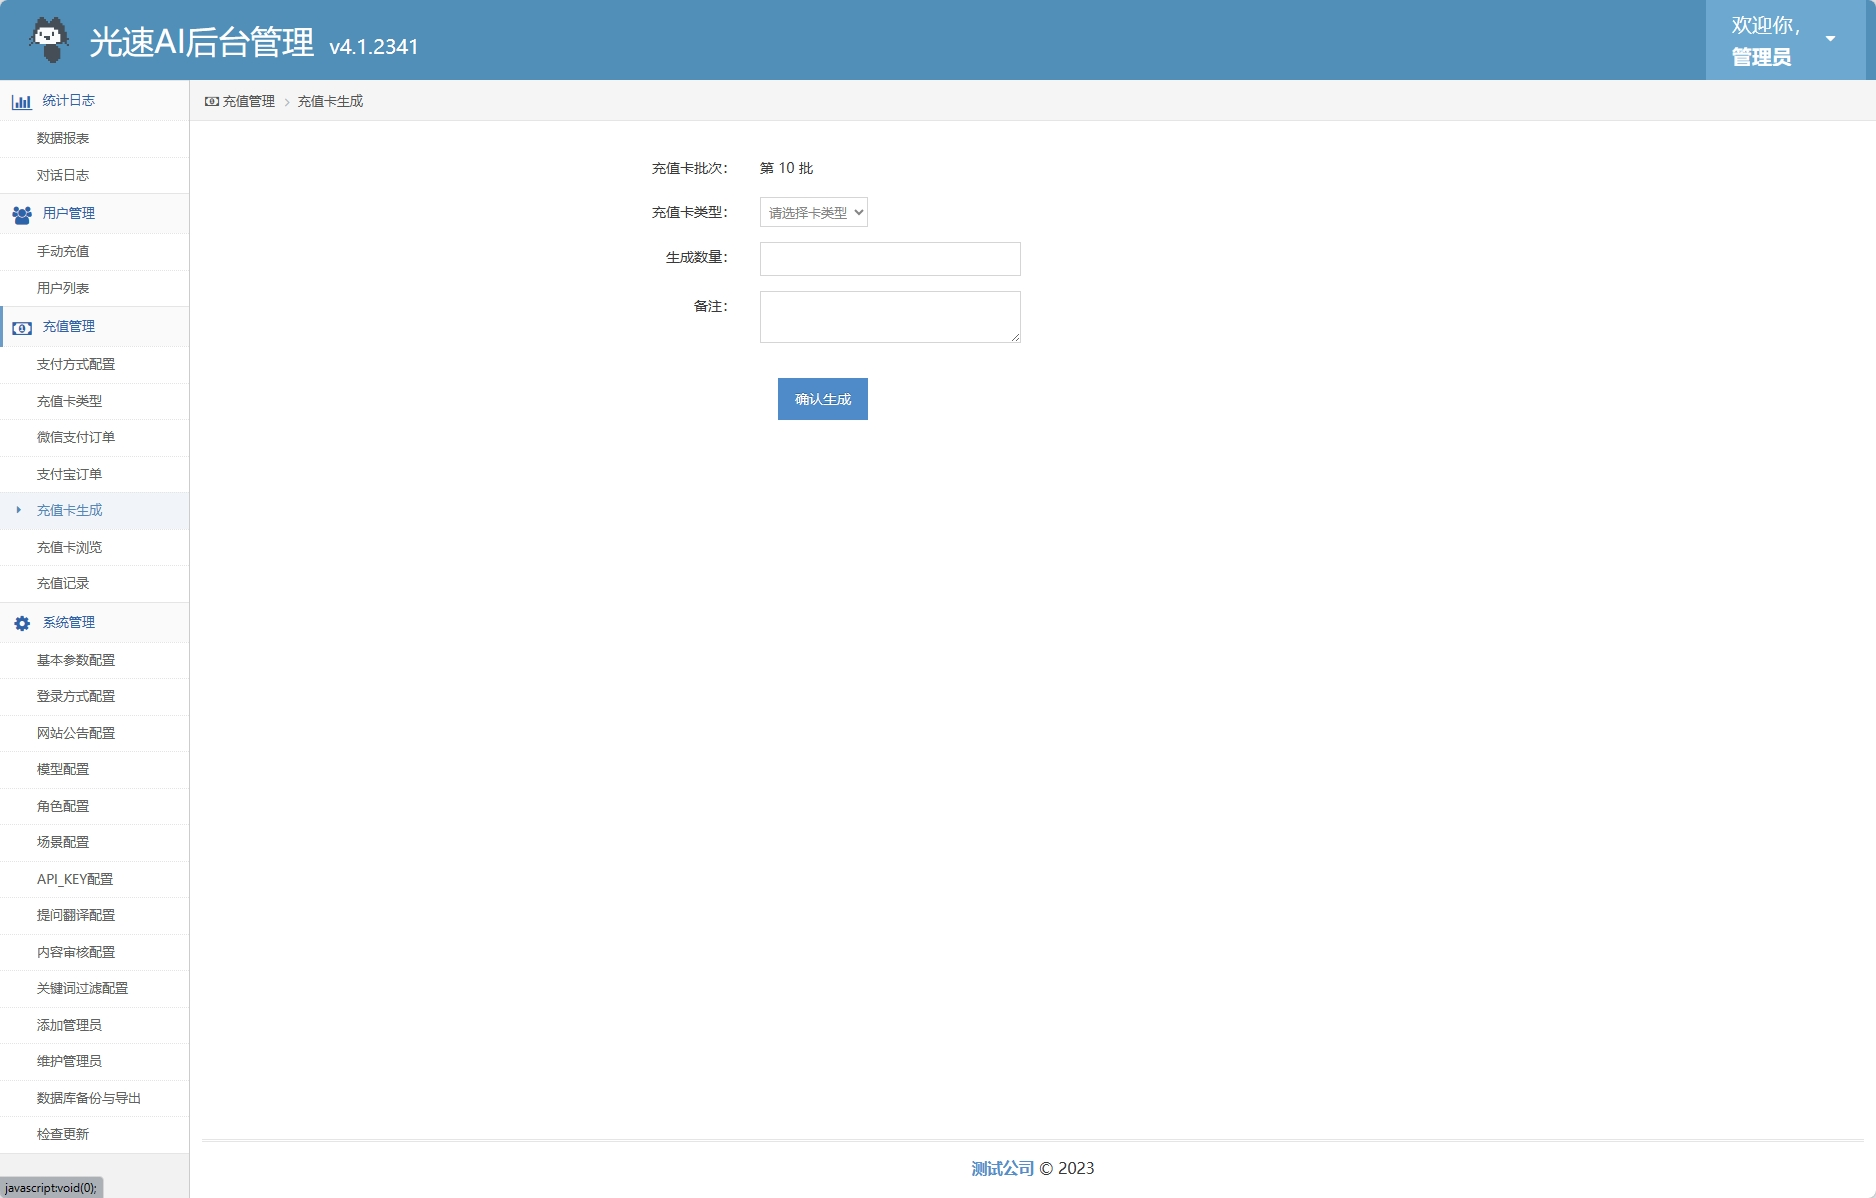 光速AI后台管理 v4.1.2341
欢迎你,
管理员
统计日志
数据报表
对话日志
用户管理
手动充值
用户列表
充值管理
支付方式配置
充值卡类型
微信支付订单
支付宝订单
充值卡生成
充值卡浏览
充值记录
系统管理
基本参数配置
登录方式配置
网站公告配置
模型配置
角色配置
场景配置
API_KEY配置
提问翻译配置
内容审核配置
关键词过滤配置
添加管理员
维护管理员
数据库备份与导出
检查更新
javascript:void(0);
充值管理 > 充值卡生成
充值卡批次: 第 10 批
充值卡类型: 请选择卡类型
生成数量:
备注:
确认生成
测试公司 © 2023